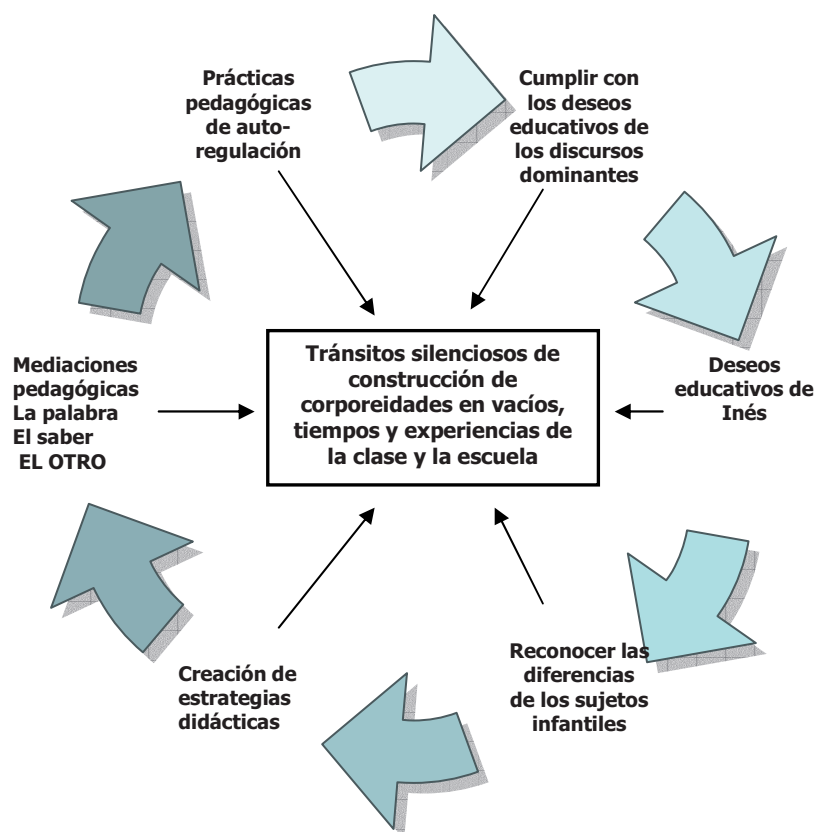 Prácticas
pedagógicas
de auto-
regulación
Cumplir con
los deseos
educativos de
los discursos
dominantes
Deseos
educativos de
Inés
Reconocer las
diferencias
de los sujetos
infantiles
Creación de
estrategias
didácticas
Mediaciones
pedagógicas
La palabra
El saber
EL OTRO
Tránsitos silenciosos de
construcción de
corporeidades en vacíos,
tiempos y experiencias de
la clase y la escuela